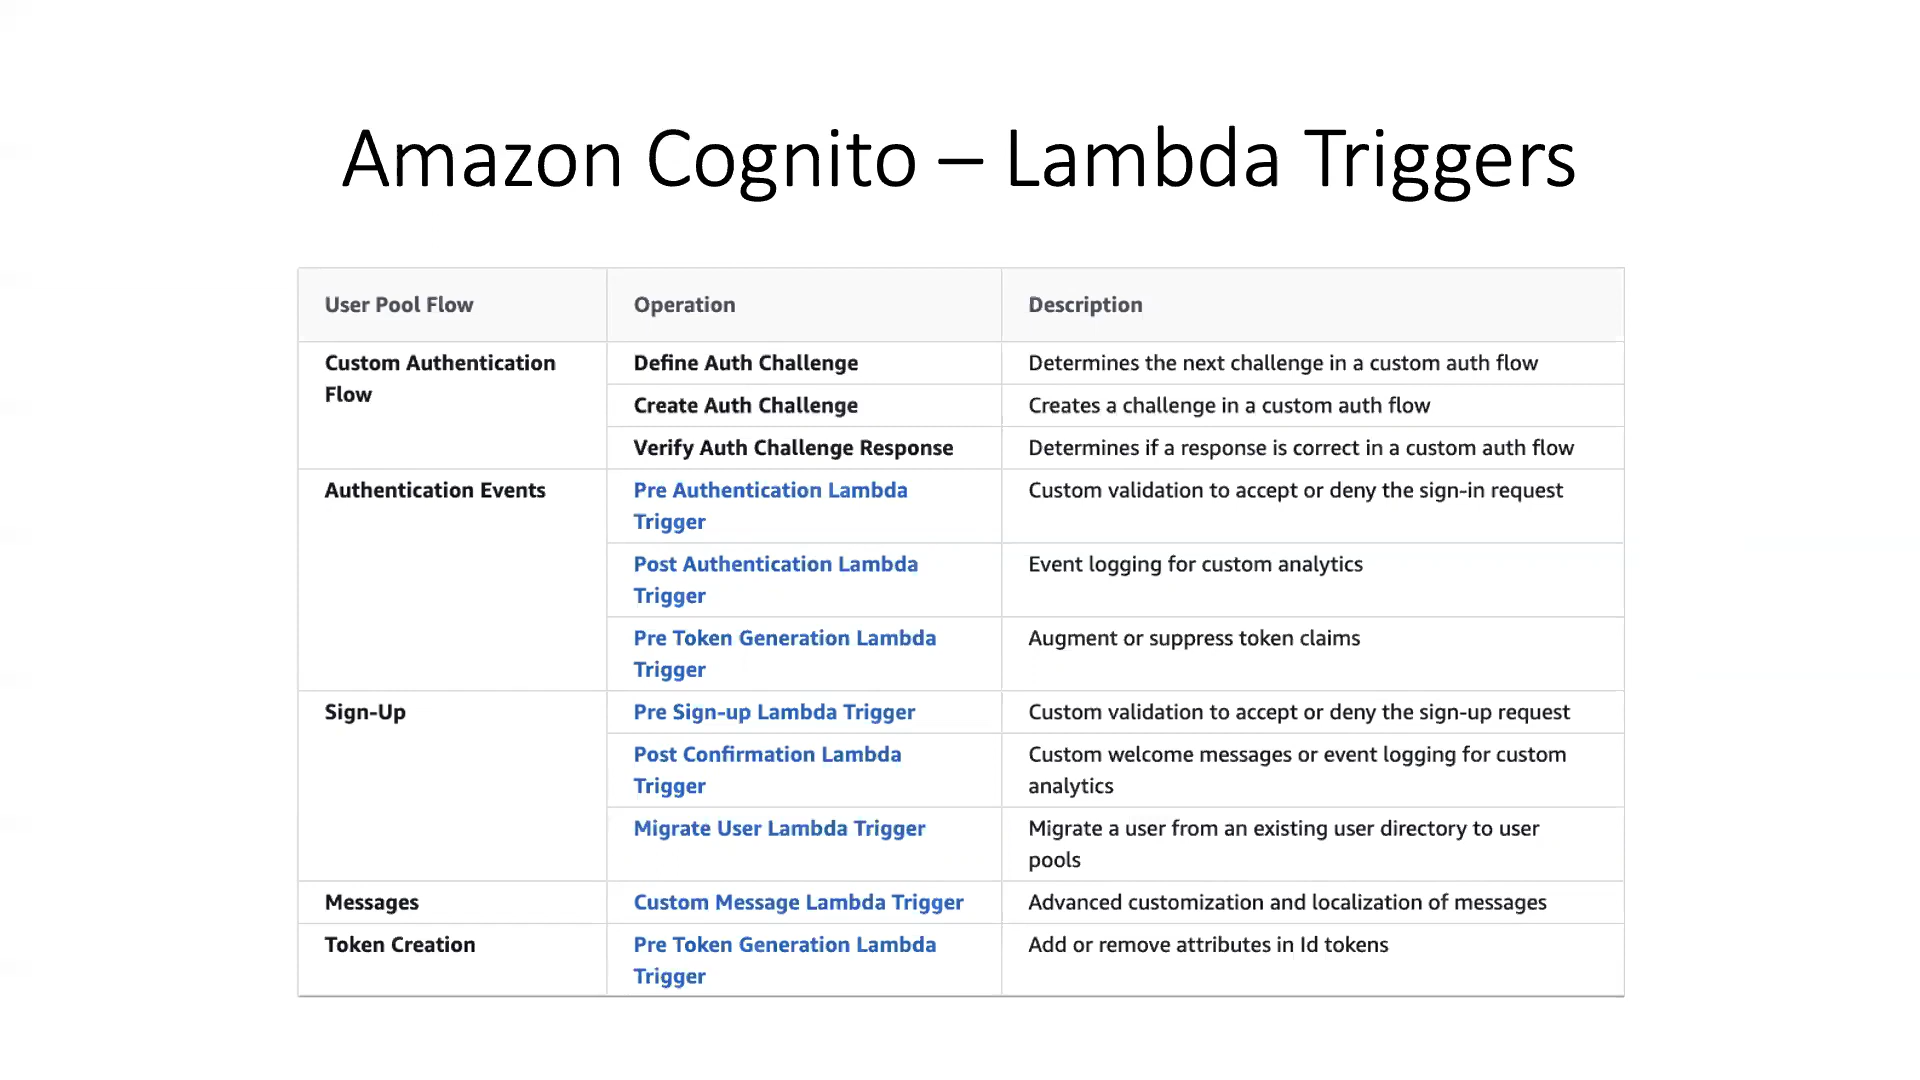 Amazon Cognito – Lambda Triggers
User Pool Flow
Operation
Description
Custom Authentication
Flow
Define Auth Challenge
Determines the next challenge in a custom auth flow
Create Auth Challenge
Creates a challenge in a custom auth flow
Verify Auth Challenge Response
Determines if a response is correct in a custom auth flow
Authentication Events
Pre Authentication Lambda
Trigger
Custom validation to accept or deny the sign-in request
Post Authentication Lambda
Trigger
Event logging for custom analytics
Pre Token Generation Lambda
Trigger
Augment or suppress token claims
Sign-Up
Pre Sign-up Lambda Trigger
Custom validation to accept or deny the sign-up request
Post Confirmation Lambda
Trigger
Custom welcome messages or event logging for custom
analytics
Migrate User Lambda Trigger
Migrate a user from an existing user directory to user
pools
Messages
Custom Message Lambda Trigger
Advanced customization and localization of messages
Token Creation
Pre Token Generation Lambda
Trigger
Add or remove attributes in Id tokens